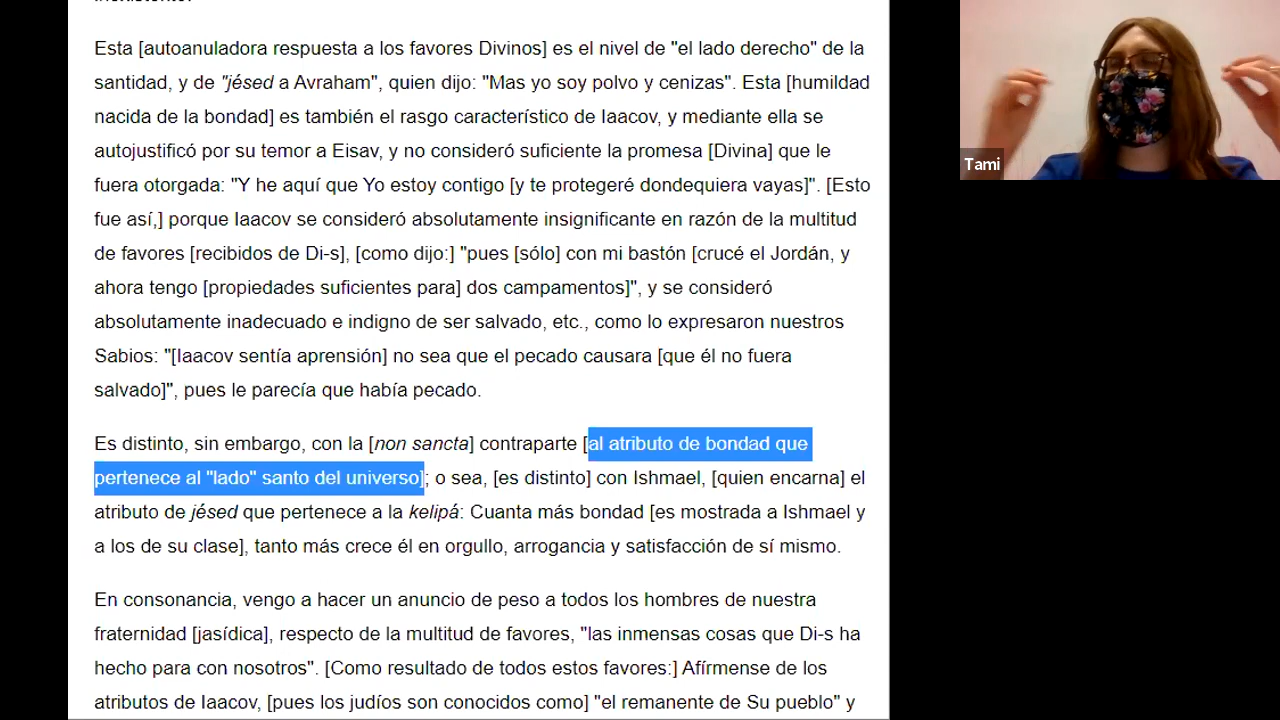 Esta [autoanuladora respuesta a los favores Divinos] es el nivel de "el lado derecho" de la
santidad, y de "jésed a Avraham", quien dijo: "Mas yo soy polvo y cenizas". Esta [humildad
nacida de la bondad] es también el rasgo característico de Iaacov, y mediante ella se
autojustificó por su temor a Eisav, y no consideró suficiente la promesa [Divina] que le
fuera otorgada: "Y he aquí que Yo estoy contigo [y te protegeré dondequiera vayas]". [Esto
fue así,] porque Iaacov se consideró absolutamente insignificante en razón de la multitud
de favores [recibidos de Di-s], [como dijo:] "pues [sólo] con mi bastón [crucé el Jordán, y
ahora tengo [propiedades suficientes para] dos campamentos]", y se consideró
absolutamente inadecuado e indigno de ser salvado, etc., como lo expresaron nuestros
Sabios: "[Iaacov sentía aprensión] no sea que el pecado causara [que él no fuera
salvado]", pues le parecía que había pecado.
Es distinto, sin embargo, con la [non sancta] contraparte [al atributo de bondad que
pertenece al "lado" santo del universo]; o sea, [es distinto] con Ishmael, [quien encarna] el
atributo de jésed que pertenece a la kelipá: Cuanta más bondad [es mostrada a Ishmael y
a los de su clase], tanto más crece él en orgullo, arrogancia y satisfacción de sí mismo.
En consonancia, vengo a hacer un anuncio de peso a todos los hombres de nuestra
fraternidad [jasídica], respecto de la multitud de favores, "las inmensas cosas que Di-s ha
hecho para con nosotros". [Como resultado de todos estos favores:] Afírmense de los
atributos de Iaacov, [pues los judíos son conocidos como] "el remanente de Su pueblo" y
Tami